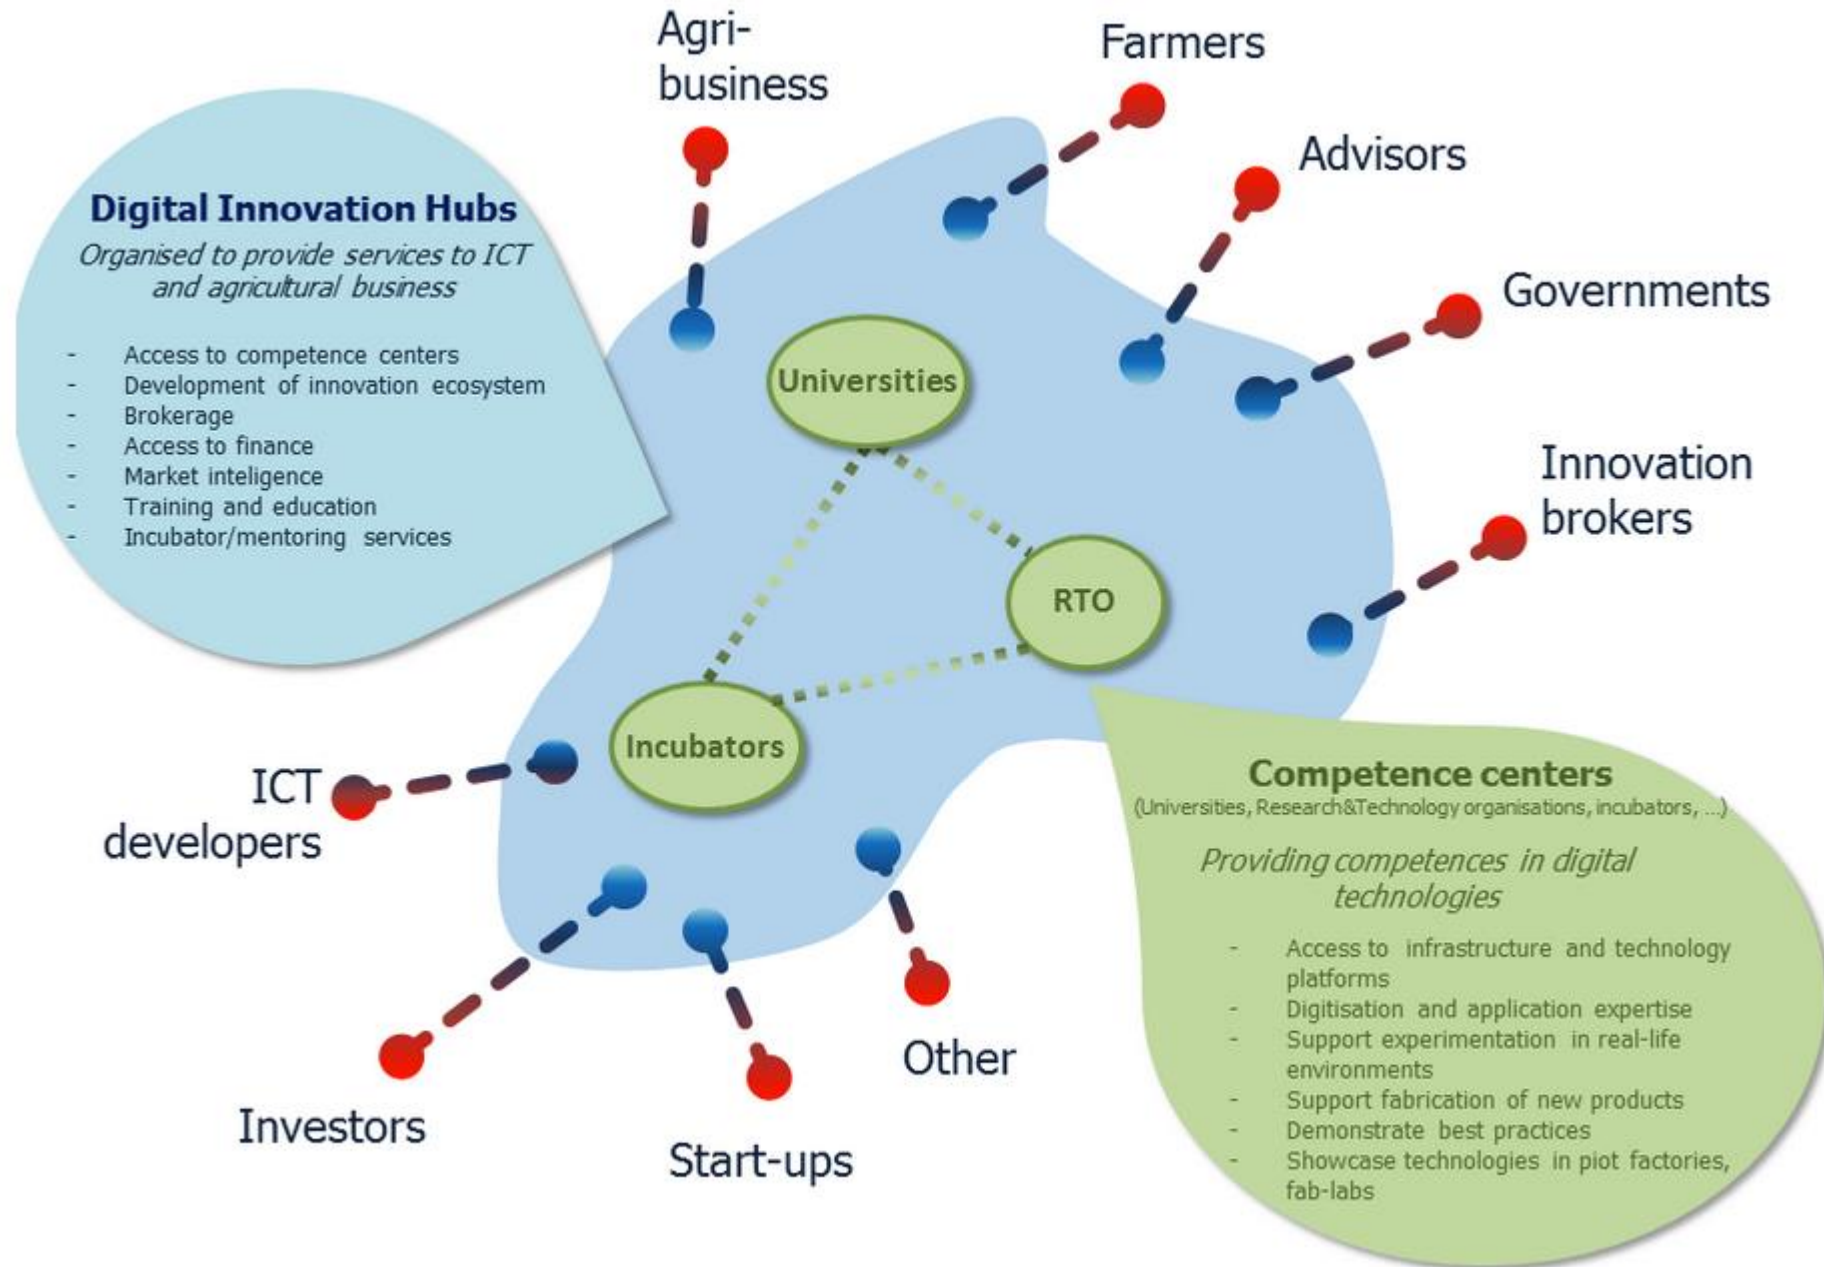 Agri-
business
Farmers
Advisors
Governments
Innovation
brokers
Digital Innovation Hubs
Organised to provide services to ICT
and agricultural business
- Access to competence centers
- Development of innovation ecosystem
- Brokerage
- Access to finance
- Market inteligence
- Training and education
- Incubator/mentoring services
Universities
RTO
Incubators
ICT
developers
Investors
Start-ups
Other
Competence centers
(Universities, Research&Technology organisations, incubators, ...)
Providing competences in digital
technologies
- Access to infrastructure and technology
platforms
- Digitisation and application expertise
- Support experimentation in real-life
environments
- Support fabrication of new products
- Demonstrate best practices
- Showcase technologies in piot factories,
fab-labs